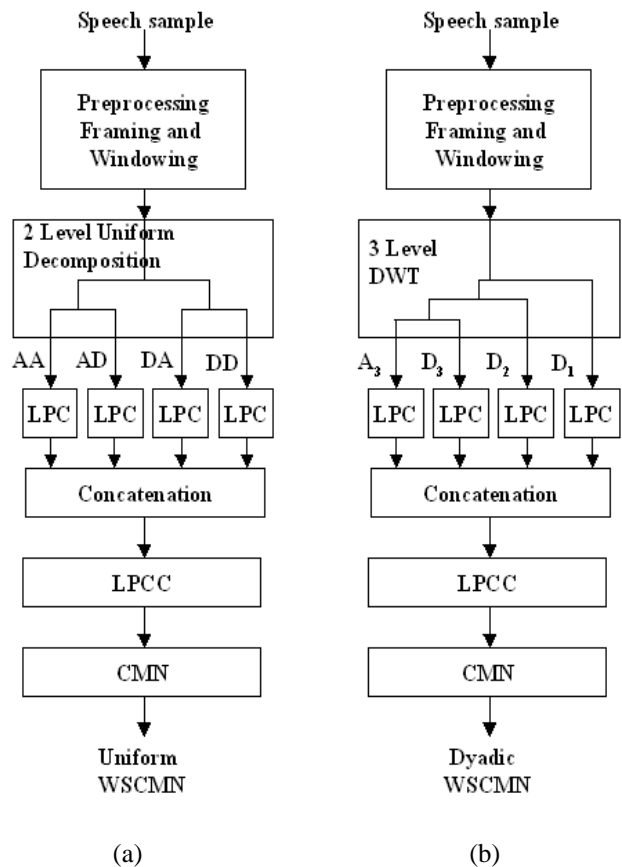 Speech sample
Preprocessing
Framing and
Windowing
2 Level Uniform
Decomposition
AA AD DA DD
LPC LPC LPC LPC
Concatenation
LPCC
CMN
Uniform
WSCMN
(a)
Speech sample
Preprocessing
Framing and
Windowing
3 Level
DWT
A₃ D₃ D₂ D₁
LPC LPC LPC LPC
Concatenation
LPCC
CMN
Dyadic
WSCMN
(b)